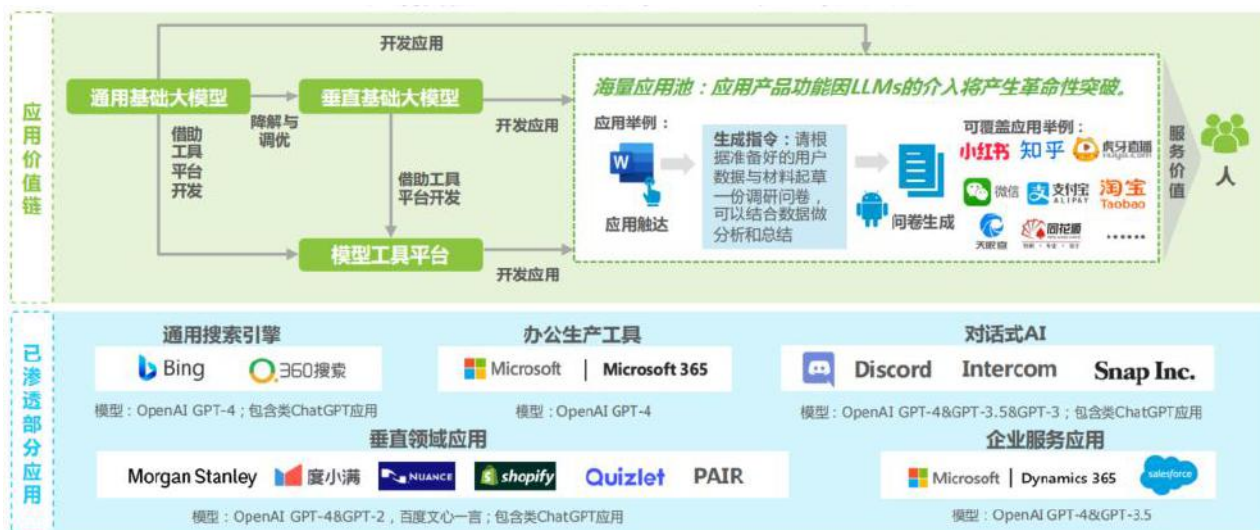 应用价值链
开发应用
通用基础大模型
降解与
调优
垂直基础大模型
开发应用
借助
工具
平台
开发
借助工具
平台开发
模型工具平台
开发应用
海量应用池：应用产品功能因LLMs的介入将产生革命性突破。
应用举例：
W
应用触达
生成指令：请根
据准备好的用户
数据与材料起草
一份调研问卷，
可以结合数据做
分析和总结
问卷生成
可覆盖应用举例：
小红书 知乎 虎牙直播
微信 支付宝 ALIPAY 淘宝 Taobao
天眼查 同花顺 ……
服务价值
人
已渗透部分应用
通用搜索引擎
Bing 360搜索
模型：OpenAI GPT-4；包含类ChatGPT应用
办公生产工具
Microsoft | Microsoft 365
模型：OpenAI GPT-4
对话式AI
Discord Intercom Snap Inc.
模型：OpenAI GPT-4&GPT-3.5&GPT-3；包含类ChatGPT应用
垂直领域应用
Morgan Stanley 度小满 NUANCE shopify Quizlet PAIR
模型：OpenAI GPT-4&GPT-2，百度文心一言；包含类ChatGPT应用
企业服务应用
Microsoft | Dynamics 365 salesforce
模型：OpenAI GPT-4&GPT-3.5